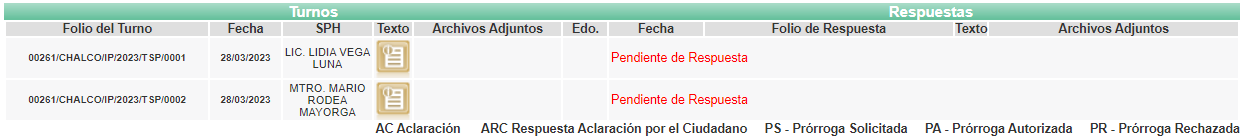 Turnos Respuestas
Folio del Turno Fecha SPH Texto Archivos Adjuntos Edo. Fecha Folio de Respuesta Texto Archivos Adjuntos
00261/CHALCO/IP/2023/TSP/0001 28/03/2023 LIC. LIDIA VEGA Pendiente de Respuesta
LUNA
00261/CHALCO/IP/2023/TSP/0002 28/03/2023 MTRO. MARIO Pendiente de Respuesta
RODEA
MAYORGA
AC Aclaración ARC Respuesta Aclaración por el Ciudadano PS - Prórroga Solicitada PA - Prórroga Autorizada PR - Prórroga Rechazada